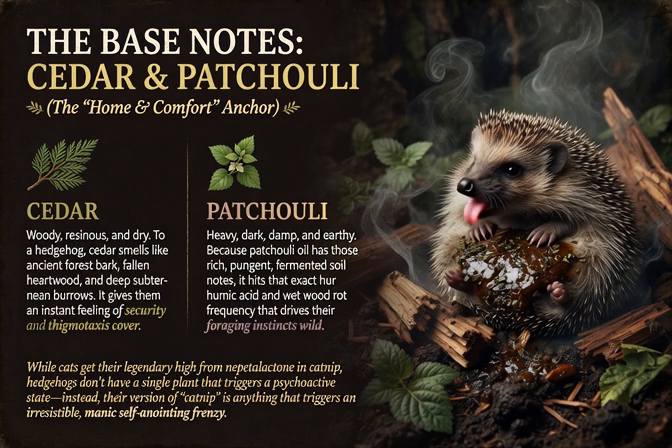 THE BASE NOTES:
CEDAR & PATCHOULI
(The “Home & Comfort” Anchor)
CEDAR
Woody, resinous, and dry. To
a hedgehog, cedar smells like
ancient forest bark, fallen
heartwood, and deep subter-
nean burrows. It gives them
an instant feeling of security
and thigmotaxis cover.
PATCHOULI
Heavy, dark, damp, and earthy.
Because patchouli oil has those
rich, pungent, fermented soil
notes, it hits that exact hur
humic acid and wet wood rot
frequency that drives their
foraging instincts wild.
While cats get their legendary high from nepetalactone in catnip,
hedgehogs don’t have a single plant that triggers a psychoactive
state—instead, their version of “catnip” is anything that triggers an
irresistible, manic self-anointing frenzy.